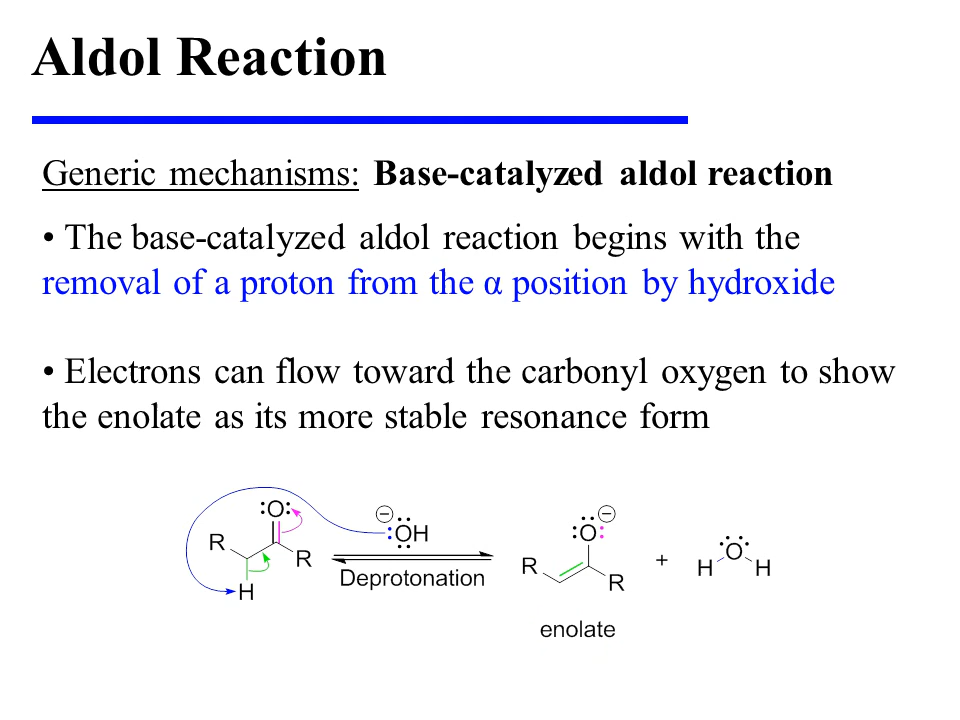 Aldol Reaction
Generic mechanisms: Base-catalyzed aldol reaction
• The base-catalyzed aldol reaction begins with the
removal of a proton from the α position by hydroxide
• Electrons can flow toward the carbonyl oxygen to show
the enolate as its more stable resonance form
O
R
R
H
−
OH
Deprotonation
O
−
R
R
enolate
+
O
H H